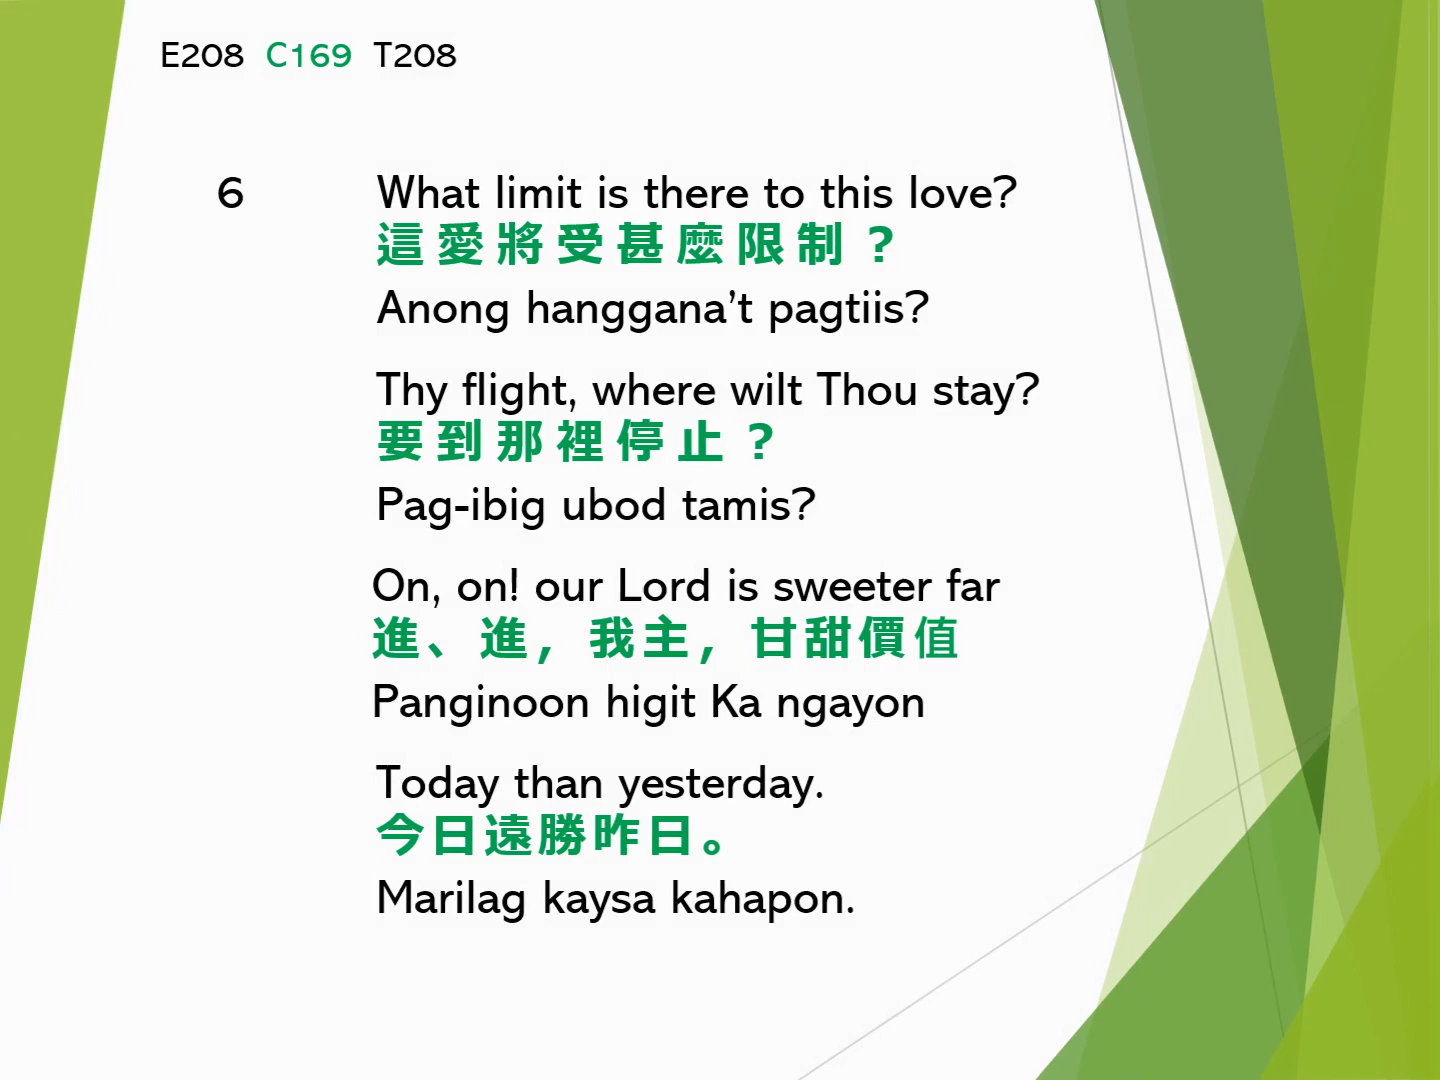 E208 C169 T208
6 What limit is there to this love?
這愛將受甚麼限制？
Anong hanggana’t pagtiis?
Thy flight, where wilt Thou stay?
要到那裡停止？
Pag-ibig ubod tamis?
On, on! our Lord is sweeter far
進、進，我主，甘甜價值
Panginoon higit Ka ngayon
Today than yesterday.
今日遠勝昨日。
Marilag kaysa kahapon.